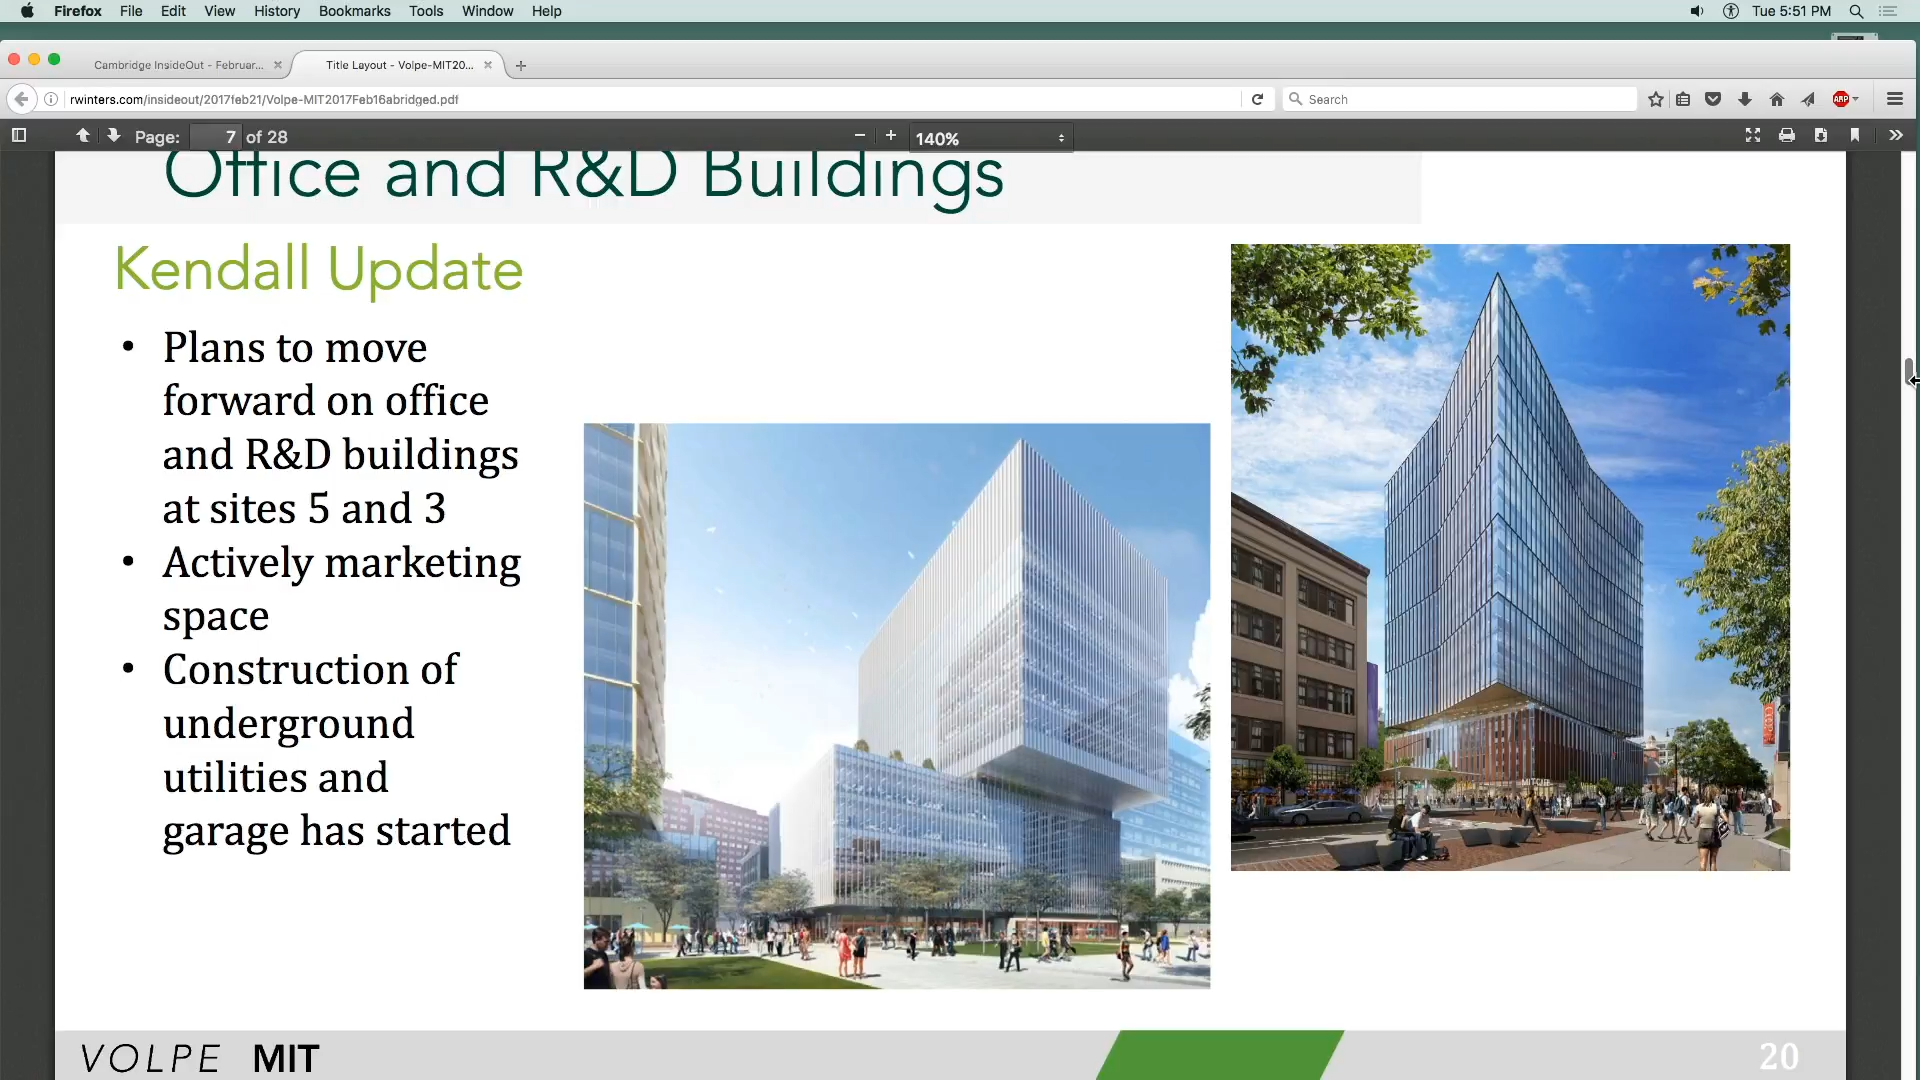 Firefox File Edit View History Bookmarks Tools Window Help Tue 5:51 PM
Cambridge InsideOut - Februar... Title Layout - Volpe-MIT20...
rwinters.com/insideout/2017feb21/Volpe-MIT2017Feb16abridged.pdf Search ABP
Page: 7 of 28 140%
Office and R&D Buildings
Kendall Update
• Plans to move
forward on office
and R&D buildings
at sites 5 and 3
• Actively marketing
space
• Construction of
underground
utilities and
garage has started
VOLPE MIT 20